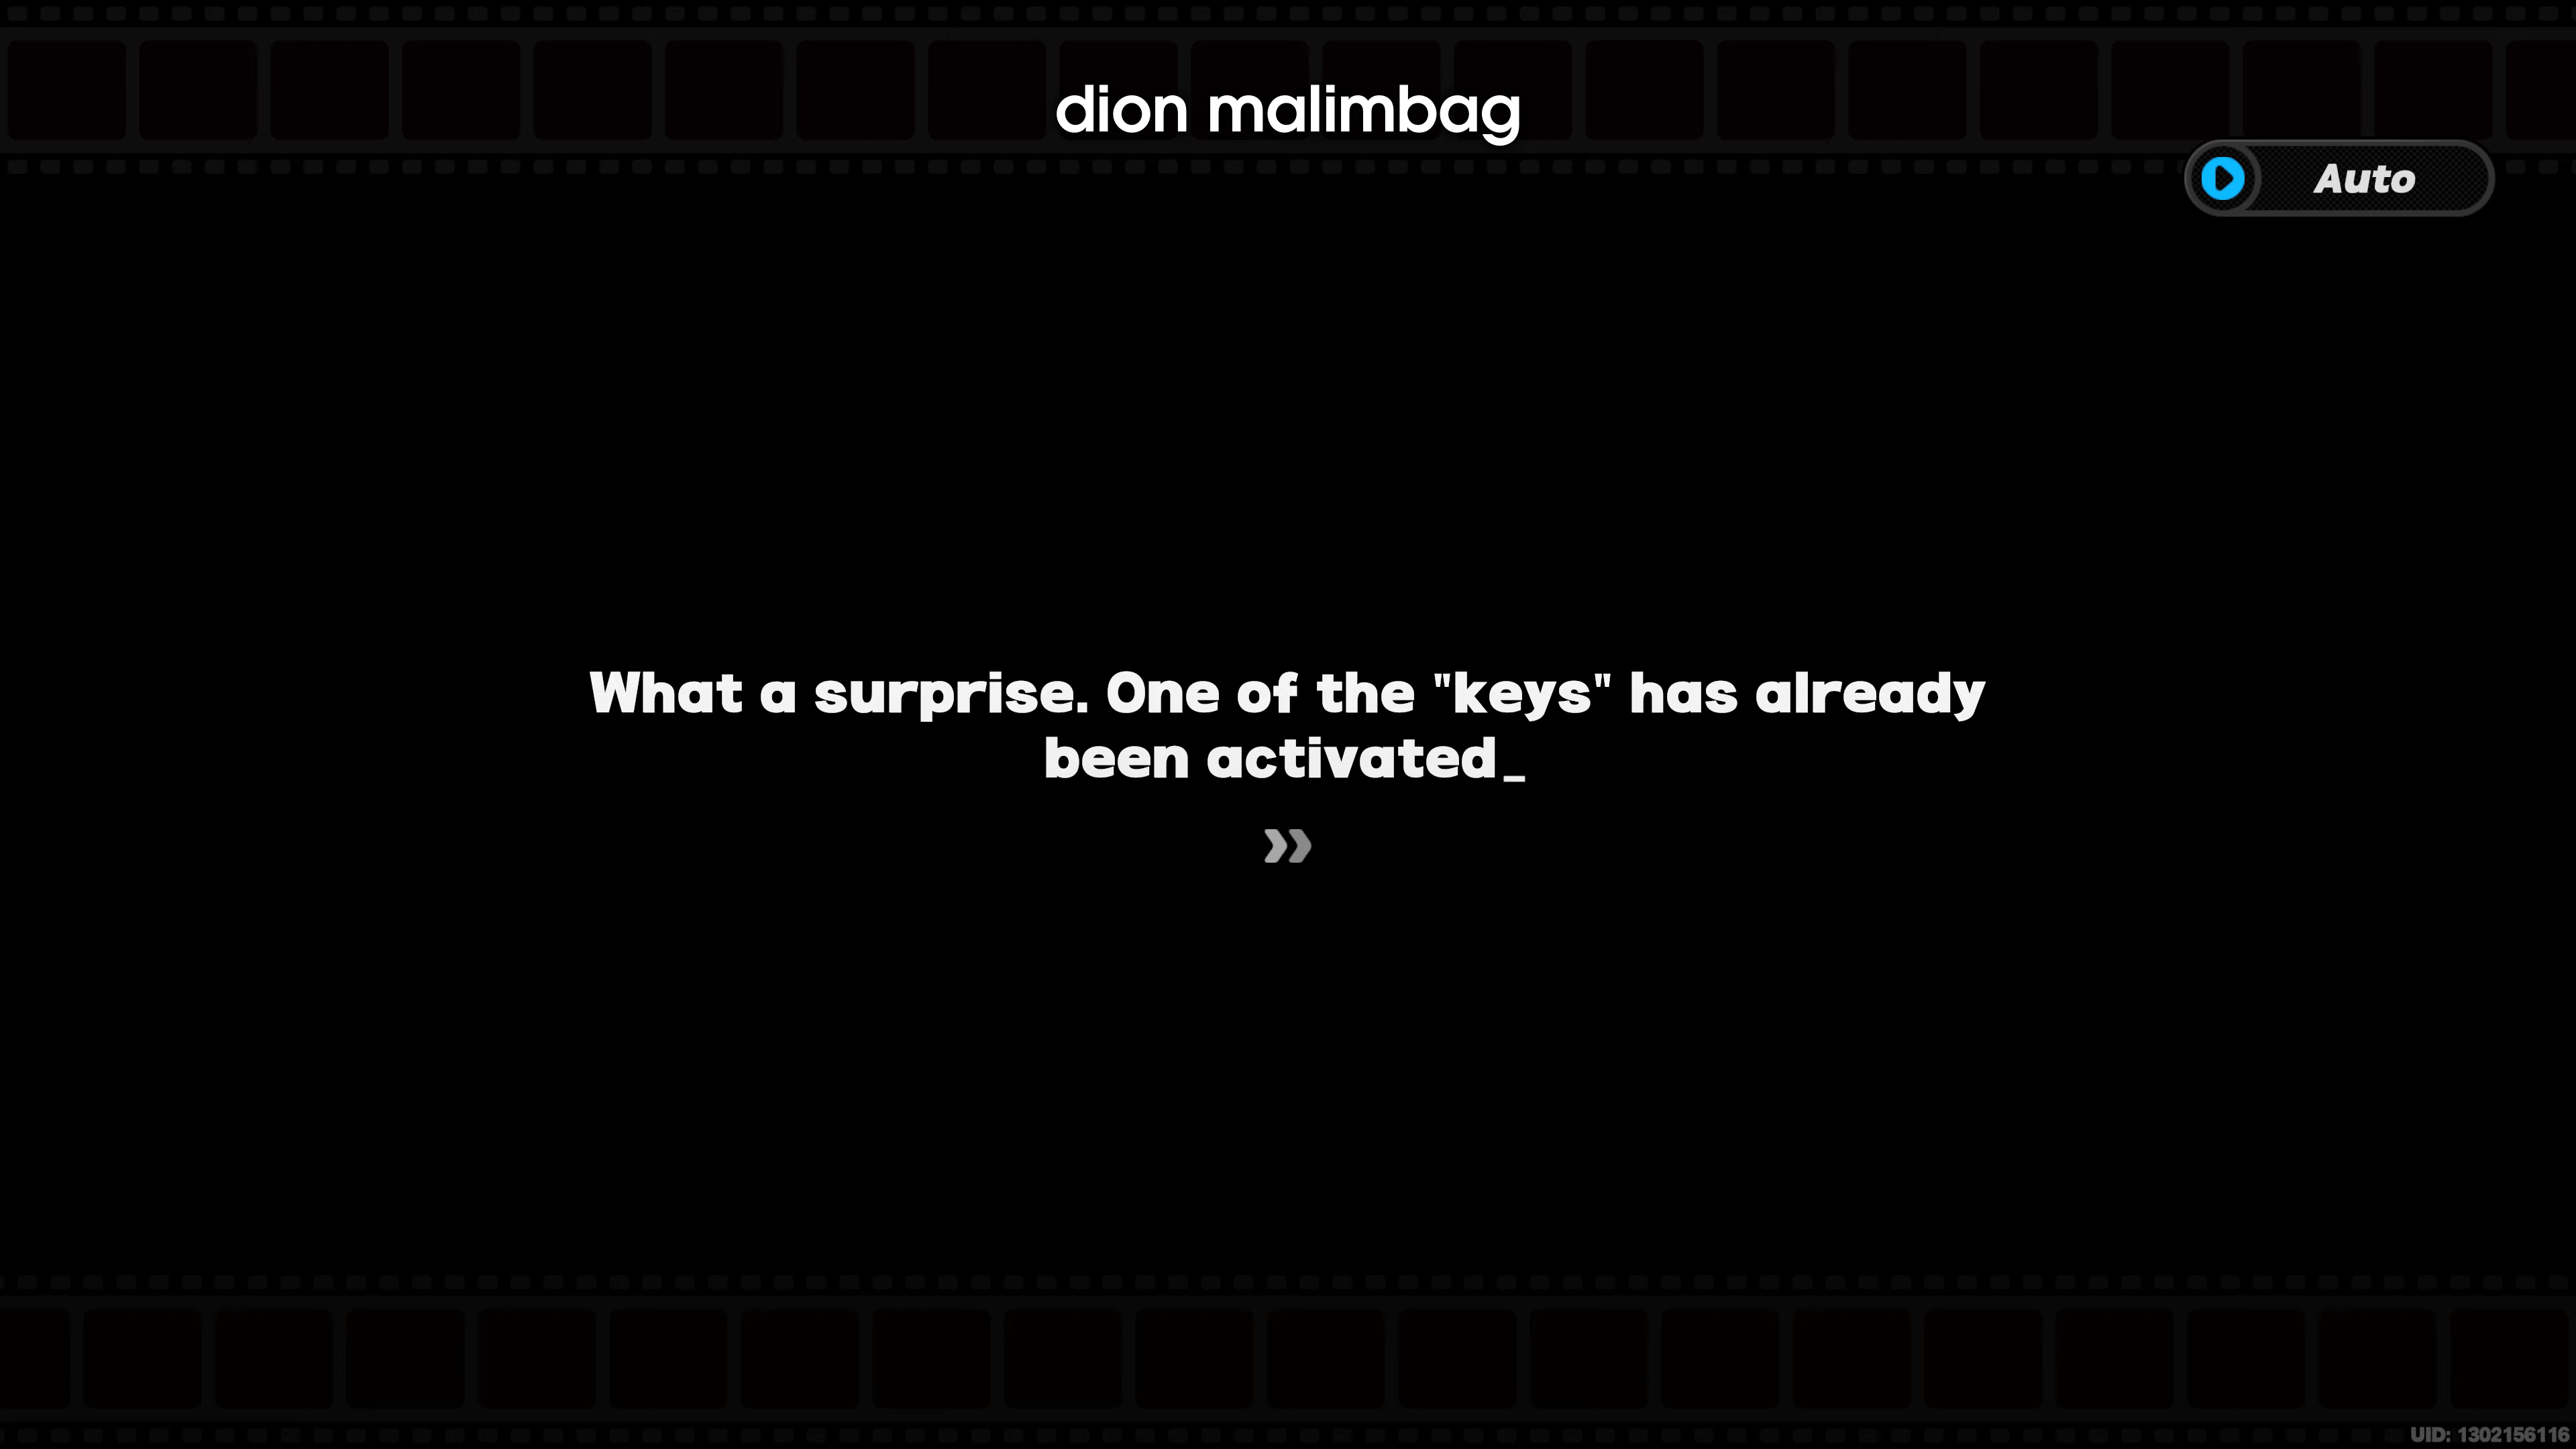 dion malimbag
Auto
What a surprise. One of the "keys" has already
been activated_
UID: 1302156116